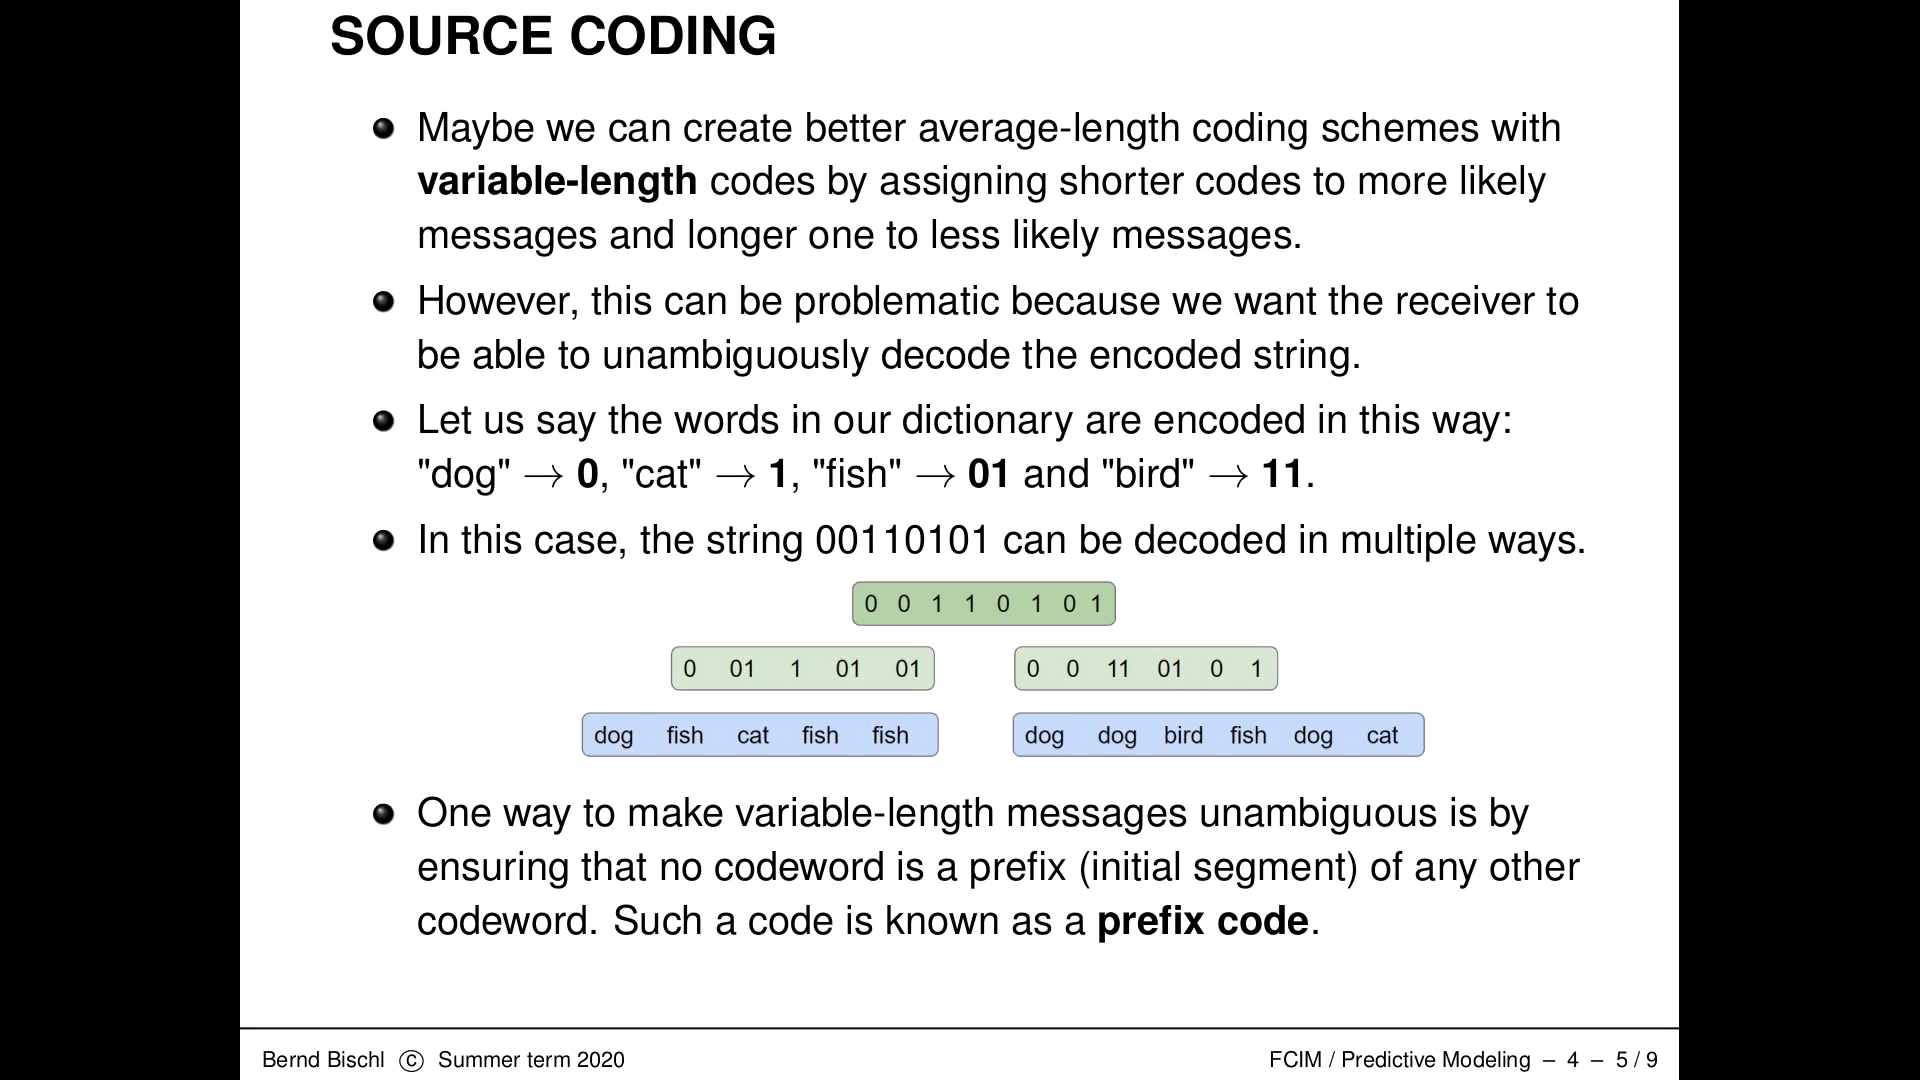 SOURCE CODING
Maybe we can create better average-length coding schemes with
variable-length codes by assigning shorter codes to more likely
messages and longer one to less likely messages.
However, this can be problematic because we want the receiver to
be able to unambiguously decode the encoded string.
Let us say the words in our dictionary are encoded in this way:
"dog" → 0, "cat" → 1, "fish" → 01 and "bird" → 11.
In this case, the string 00110101 can be decoded in multiple ways.
0 0 1 1 0 1 0 1
0 01 1 01 01 0 0 11 01 0 1
dog fish cat fish fish dog dog bird fish dog cat
One way to make variable-length messages unambiguous is by
ensuring that no codeword is a prefix (initial segment) of any other
codeword. Such a code is known as a prefix code.
Bernd Bischl © Summer term 2020 FCIM / Predictive Modeling – 4 – 5 / 9